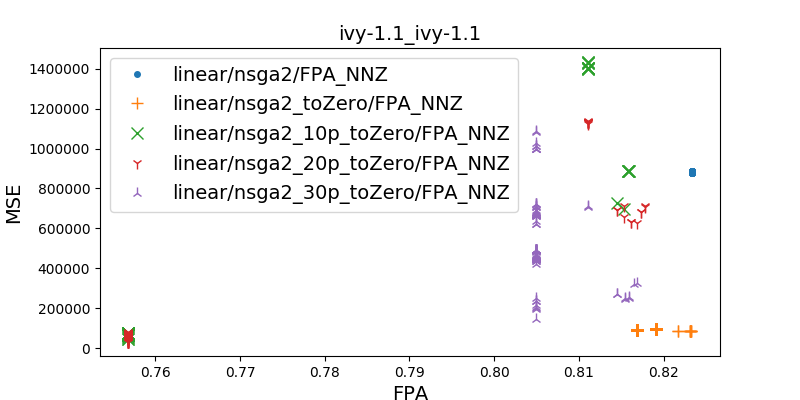 ivy-1.1_ivy-1.1
linear/nsga2/FPA_NNZ
linear/nsga2_toZero/FPA_NNZ
linear/nsga2_10p_toZero/FPA_NNZ
linear/nsga2_20p_toZero/FPA_NNZ
linear/nsga2_30p_toZero/FPA_NNZ
MSE
1400000
1200000
1000000
800000
600000
400000
200000
0
0.76 0.77 0.78 0.79 0.80 0.81 0.82
FPA